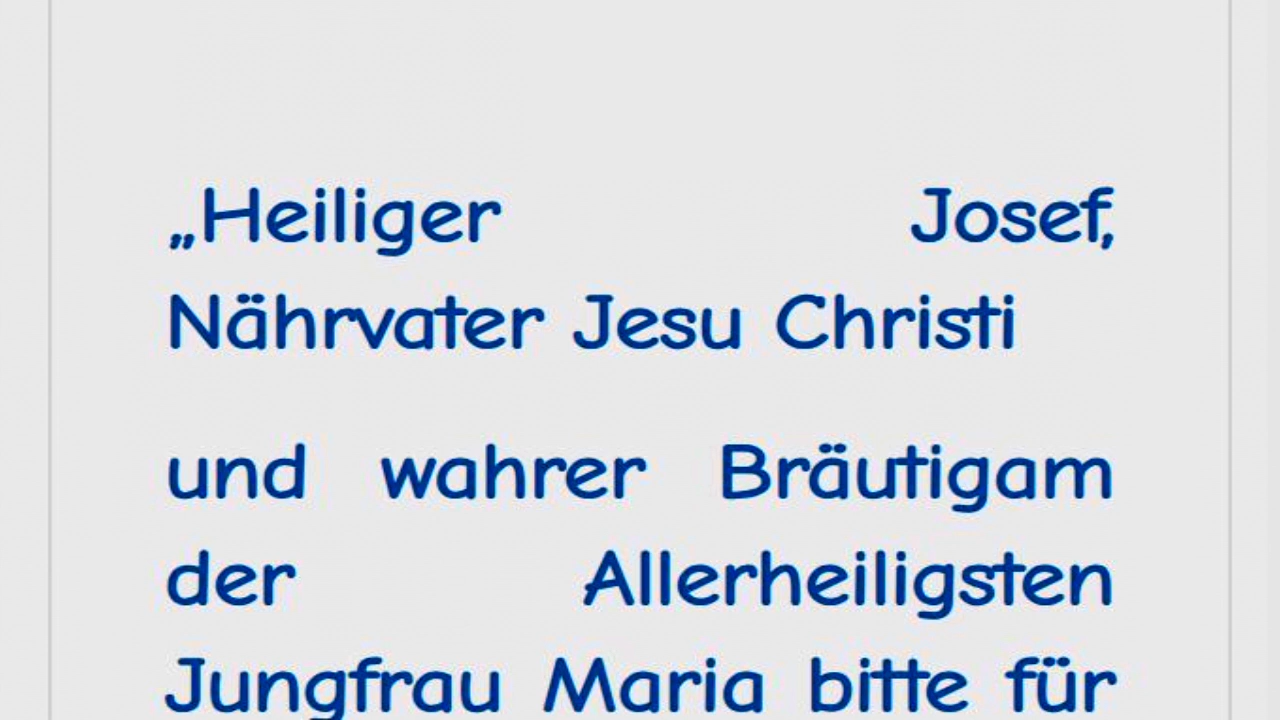 „Heiliger Josef,
Nährvater Jesu Christi
und wahrer Bräutigam
der Allerheiligsten
Jungfrau Maria bitte für